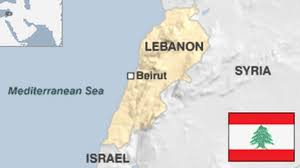 LEBANON
Beirut
SYRIA
Mediterranean Sea
ISRAEL